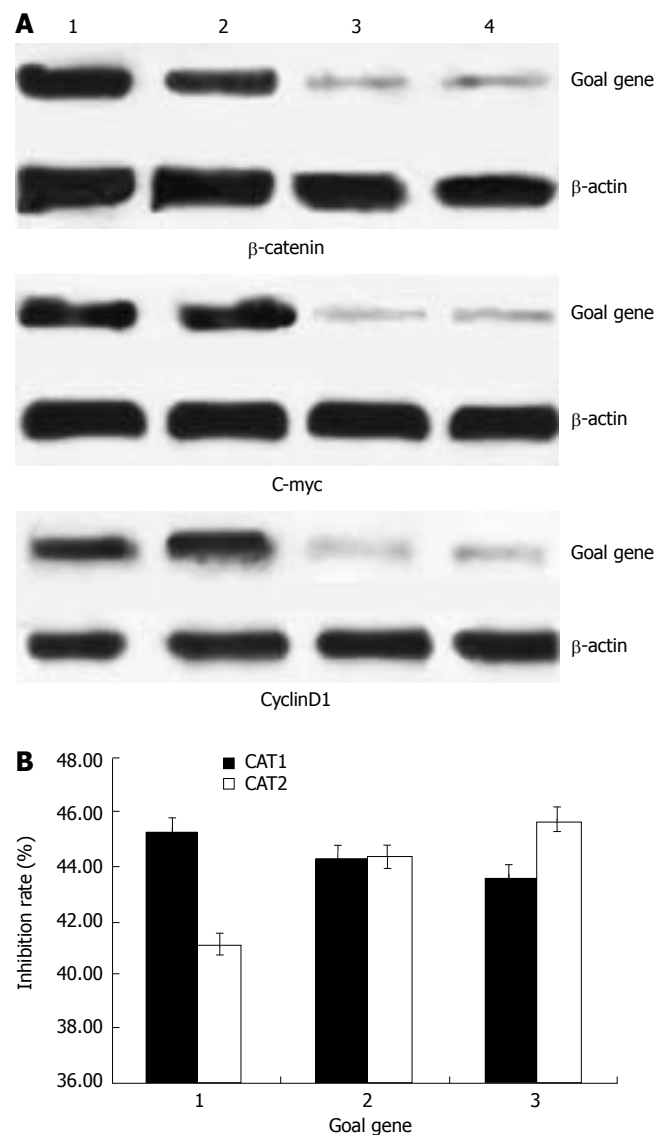 A 1 2 3 4
Goal gene
β-actin
β-catenin
Goal gene
β-actin
C-myc
Goal gene
β-actin
CyclinD1
B 48.00
CAT1
CAT2
46.00
44.00
42.00
40.00
38.00
36.00
Inhibition rate (%)
1 2 3
Goal gene